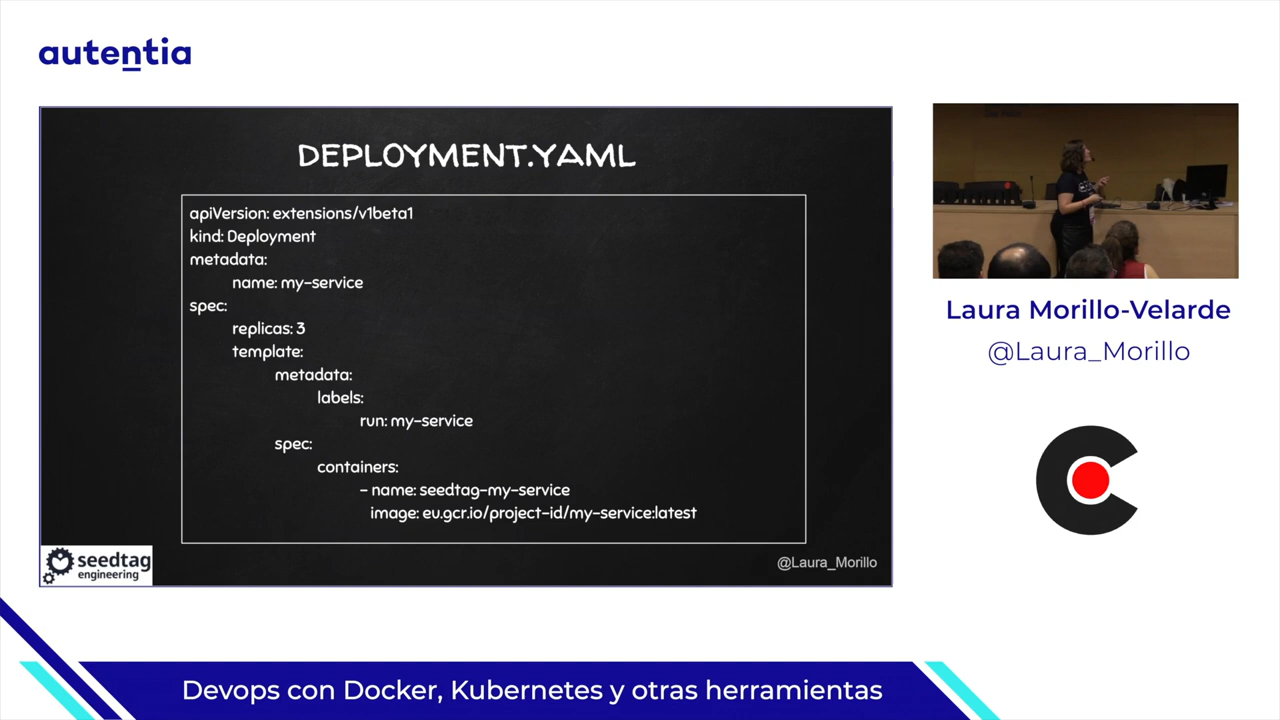 autentia
DEPLOYMENT.YAML
apiVersion: extensions/v1beta1
kind: Deployment
metadata:
name: my-service
spec:
replicas: 3
template:
metadata:
labels:
run: my-service
spec:
containers:
- name: seedtag-my-service
image: eu.gcr.io/project-id/my-service:latest
seedtag
engineering
@Laura_Morillo
Laura Morillo-Velarde
@Laura_Morillo
Devops con Docker, Kubernetes y otras herramientas